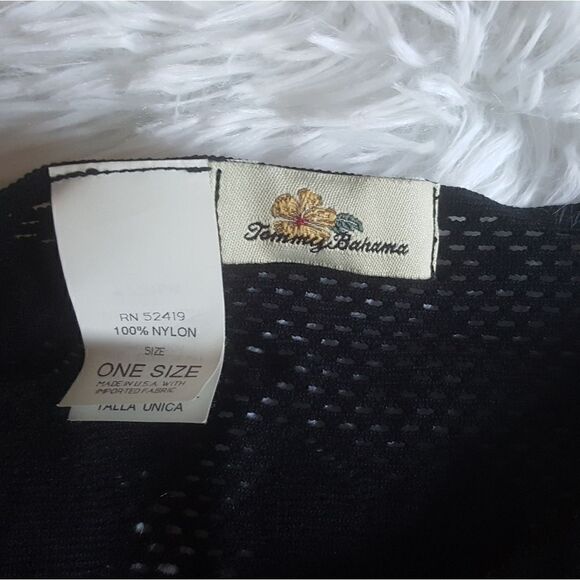 Tommy Bahama
RN 52419
100% NYLON
SIZE
ONE SIZE
MADE IN U.S.A. WITH
IMPORTED FABRIC
TALLA UNICA